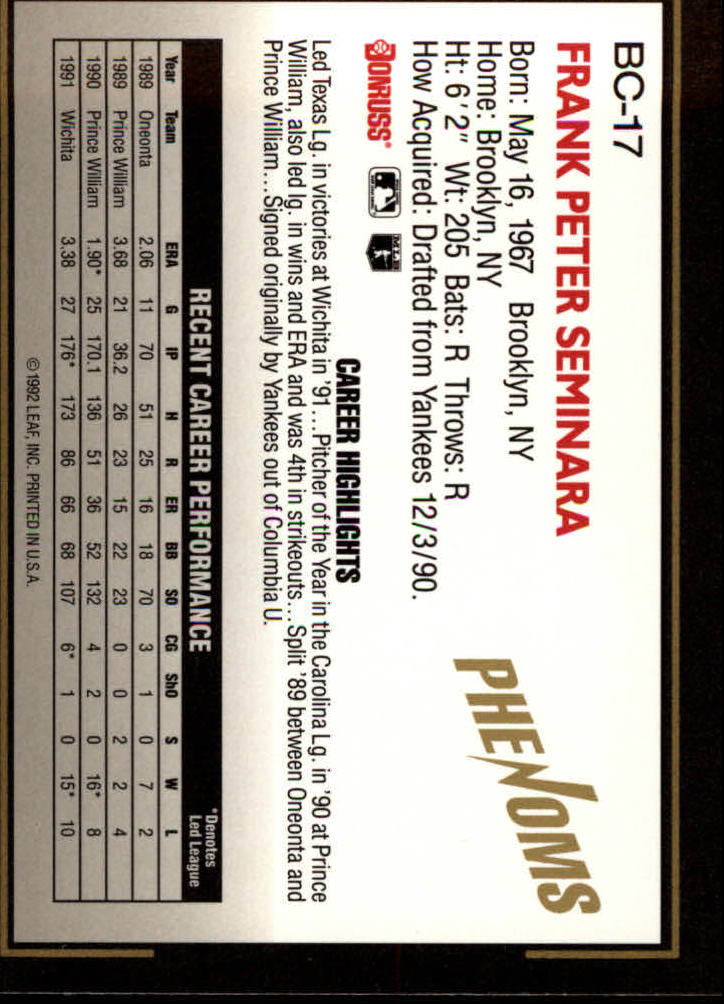 BC-17
FRANK PETER SEMINARA
Born: May 16, 1967 Brooklyn, NY
Home: Brooklyn, NY
Ht: 6'2" Wt: 205 Bats: R Throws: R
How Acquired: Drafted from Yankees 12/3/90.
PHENOMS
DONRUSS®
MLB
CAREER HIGHLIGHTS
Led Texas Lg. in victories at Wichita in '91... Pitcher of the Year in the Carolina Lg. in '90 at Prince
William, also led lg. in wins and ERA and was 4th in strikeouts... Split '89 between Oneonta and
Prince William... Signed originally by Yankees out of Columbia U.
RECENT CAREER PERFORMANCE
*Denotes
Led League
Year Team ERA G IP H R ER BB SO CG ShO S W L
1989 Oneonta 2.06 11 70 51 25 16 18 70 3 1 0 7 2
1989 Prince William 3.68 21 36.2 26 23 15 22 23 0 0 2 2 4
1990 Prince William 1.90* 25 170.1 136 51 36 52 132 4 2 0 16* 8
1991 Wichita 3.38 27 176* 173 86 66 68 107 6* 1 0 15* 10
© 1992 LEAF, INC. PRINTED IN U.S.A.